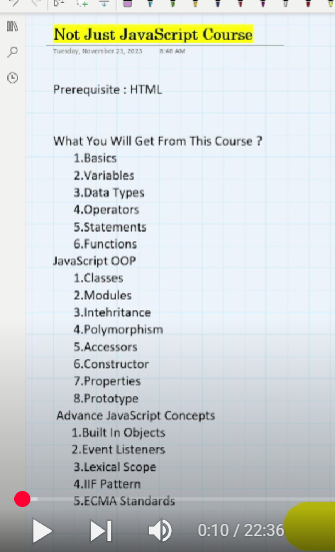 Not Just JavaScript Course
Tuesday, November 21, 2023 8:48 AM
Prerequisite : HTML
What You Will Get From This Course ?
1.Basics
2.Variables
3.Data Types
4.Operators
5.Statements
6.Functions
JavaScript OOP
1.Classes
2.Modules
3.Intehritance
4.Polymorphism
5.Accessors
6.Constructor
7.Properties
8.Prototype
Advance JavaScript Concepts
1.Built In Objects
2.Event Listeners
3.Lexical Scope
4.IIF Pattern
5.ECMA Standards
0:10 / 22:36